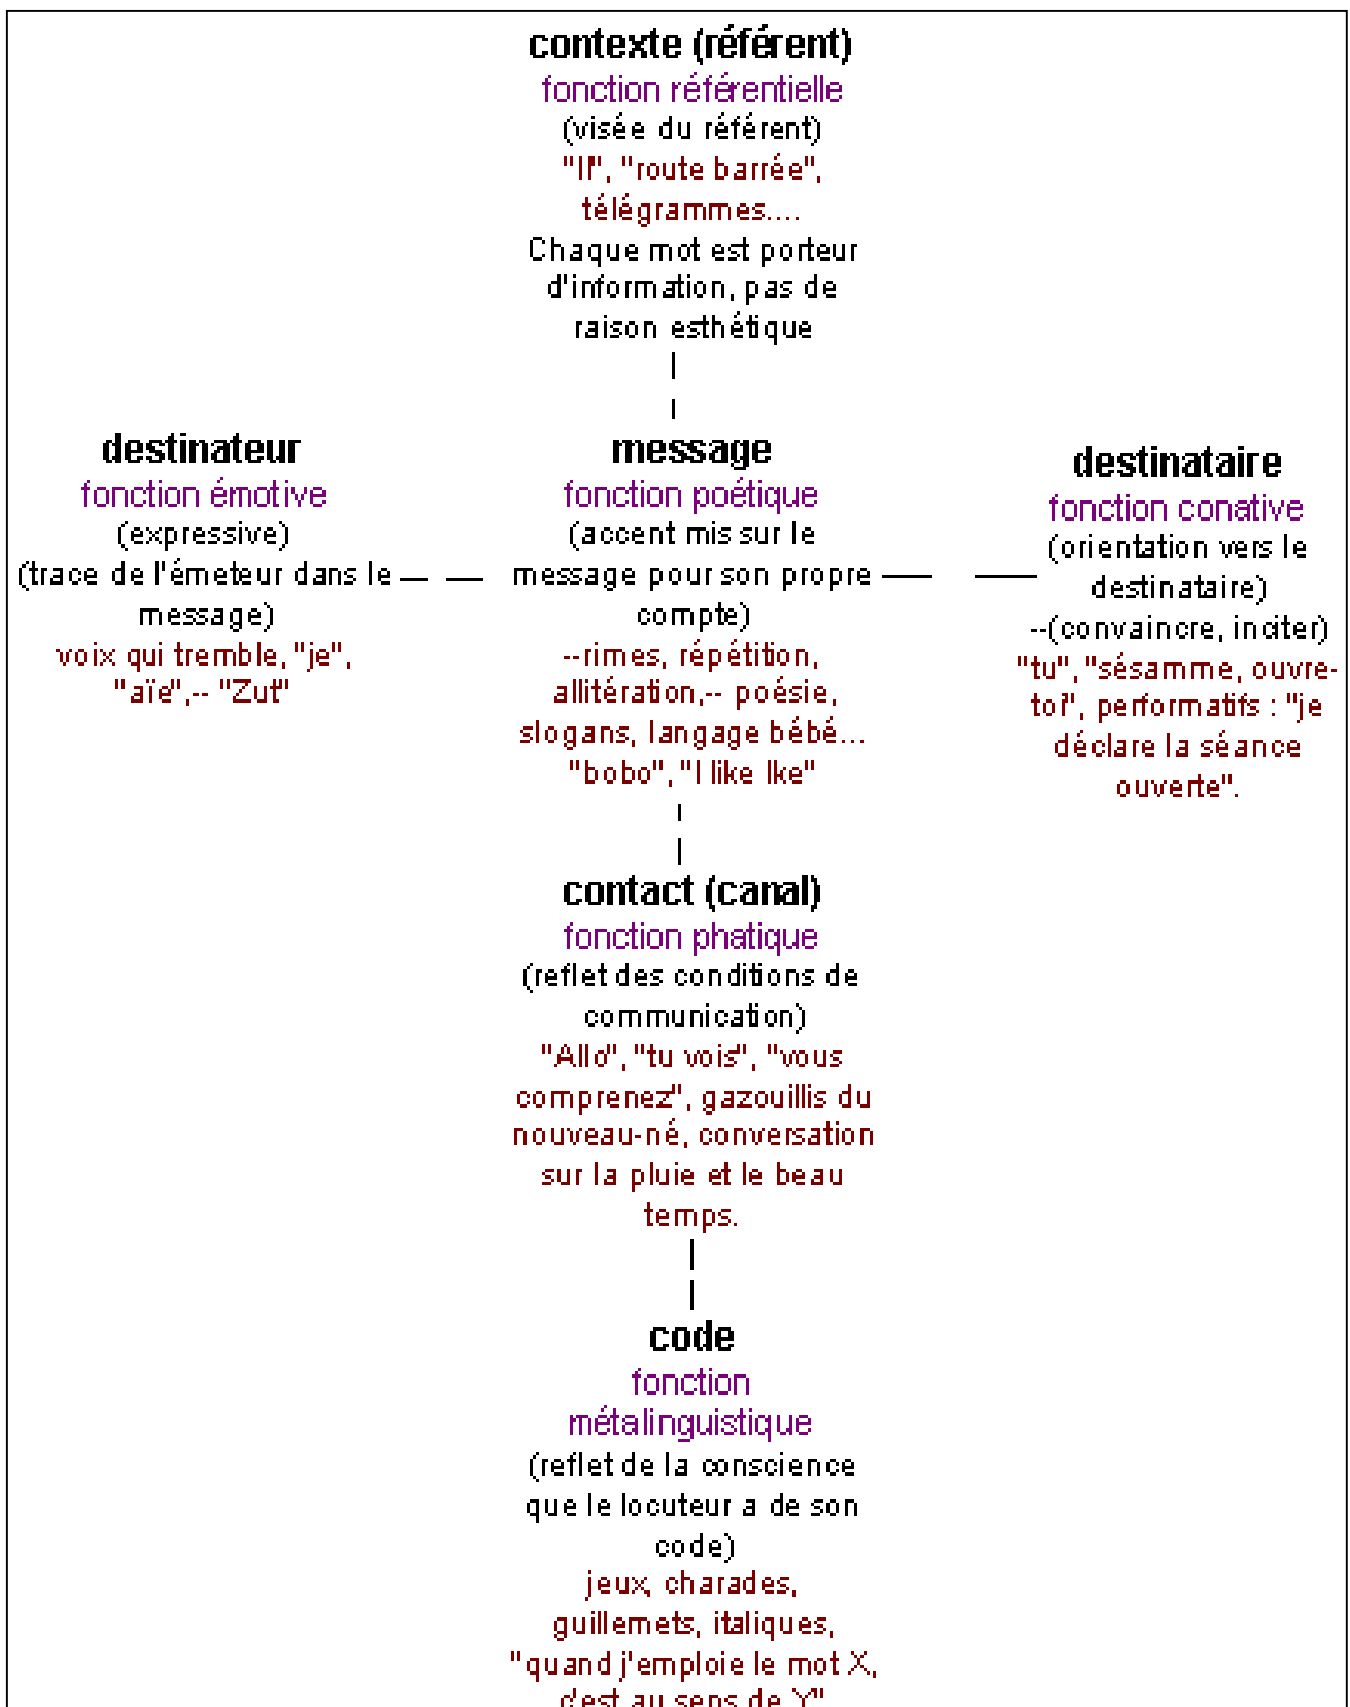 contexte (référent)
fonction référentielle
(visée du référent)
"Il", "route barrée",
télégrammes....
Chaque mot est porteur
d'information, pas de
raison esthétique
destinateur
fonction émotive
(expressive)
(trace de l'émeteur dans le
message)
voix qui tremble, "je",
"aïe",-- "Zut"
message
fonction poétique
(accent mis sur le
message pour son propre
compte)
--rimes, répétition,
allitération,-- poésie,
slogans, langage bébé...
"bobo", "I like Ike"
destinataire
fonction conative
(orientation vers le
destinataire)
--(convaincre, inciter)
"tu", "sésamme, ouvre-
toi", performatifs : "je
déclare la séance
ouverte".
contact (canal)
fonction phatique
(reflet des conditions de
communication)
"Allo", "tu vois", "vous
comprenez", gazouillis du
nouveau-né, conversation
sur la pluie et le beau
temps.
code
fonction
métalinguistique
(reflet de la conscience
que le locuteur a de son
code)
jeux, charades,
guillemets, italiques,
"quand j'emploie le mot X,
c'est au sens de Y"